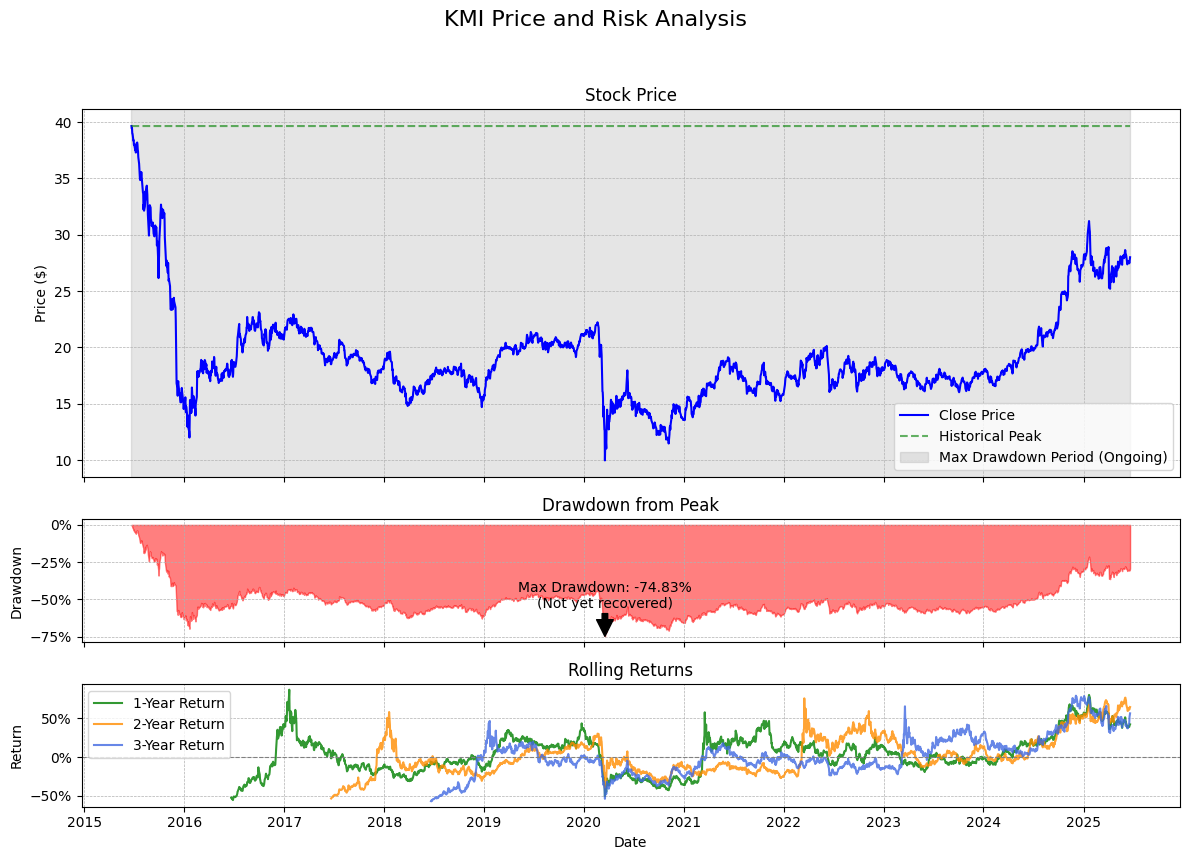 KMI Price and Risk Analysis
Stock Price
Price ($)
40
35
30
25
20
15
10
Close Price
Historical Peak
Max Drawdown Period (Ongoing)
Drawdown from Peak
Drawdown
0%
−25%
−50%
−75%
Max Drawdown: -74.83%
(Not yet recovered)
Rolling Returns
Return
50%
0%
−50%
1-Year Return
2-Year Return
3-Year Return
2015 2016 2017 2018 2019 2020 2021 2022 2023 2024 2025
Date